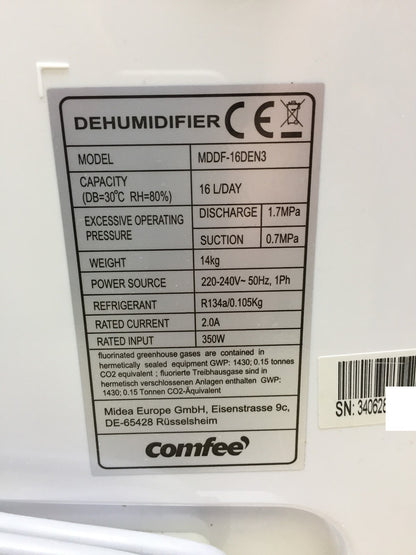 DEHUMIDIFIER CE
MODEL MDDF-16DEN3
CAPACITY
(DB=30°C RH=80%) 16 L/DAY
EXCESSIVE OPERATING
PRESSURE
DISCHARGE 1.7MPa
SUCTION 0.7MPa
WEIGHT 14kg
POWER SOURCE 220-240V~ 50Hz, 1Ph
REFRIGERANT R134a/0.105Kg
RATED CURRENT 2.0A
RATED INPUT 350W
fluorinated greenhouse gases are contained in
hermetically sealed equipment GWP: 1430; 0.15 tonnes
CO2 equivalent ; fluorierte Treibhausgase sind in
hermetisch verschlossenen Anlagen enthalten GWP:
1430; 0.15 Tonnen CO2-Äquivalent
Midea Europe GmbH, Eisenstrasse 9c,
DE-65428 Rüsselsheim
comfee'
SN: 340628